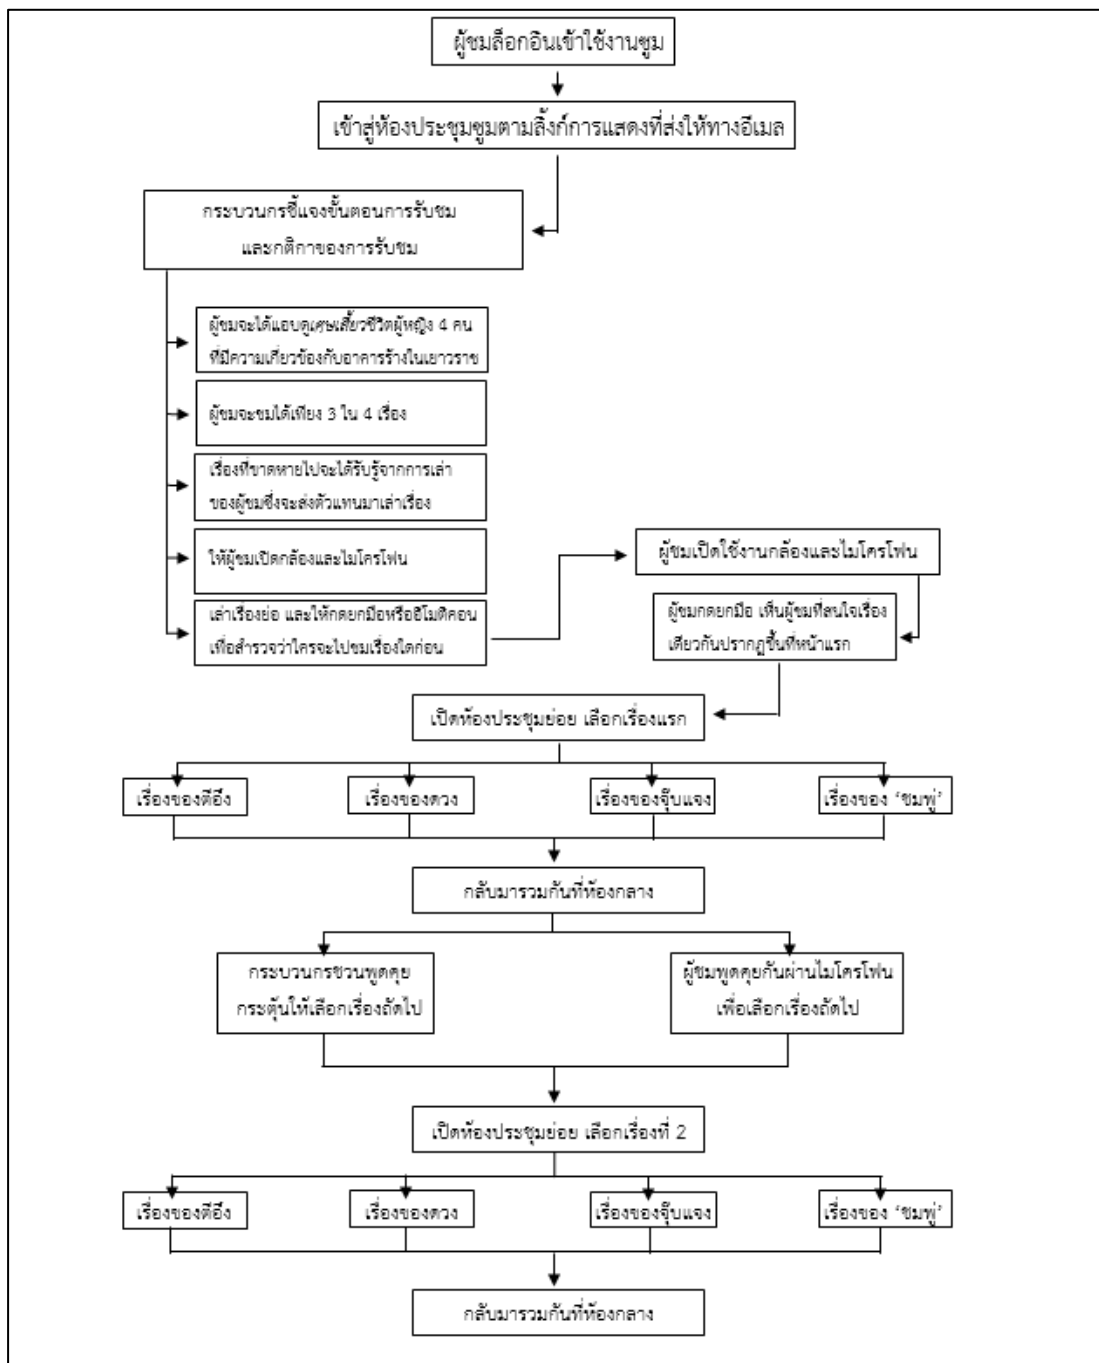 ผู้ชมล็อกอินเข้าใช้งานซูม
เข้าสู่ห้องประชุมซูมตามลิ้งก์การแสดงที่ส่งให้ทางอีเมล
กระบวนกรชี้แจงขั้นตอนการรับชม
และกติกาของการรับชม
ผู้ชมจะได้แอบดูเศษเสี้ยวชีวิตผู้หญิง 4 คน
ที่มีความเกี่ยวข้องกับอาคารร้างในเยาวราช
ผู้ชมจะชมได้เพียง 3 ใน 4 เรื่อง
เรื่องที่ขาดหายไปจะได้รับรู้จากการเล่า
ของผู้ชมซึ่งจะส่งตัวแทนมาเล่าเรื่อง
ให้ผู้ชมเปิดกล้องและไมโครโฟน
ผู้ชมเปิดใช้งานกล้องและไมโครโฟน
เล่าเรื่องย่อ และให้กดยกมือหรืออิโมติคอน
เพื่อสำรวจว่าใครจะไปชมเรื่องใดก่อน
ผู้ชมกดยกมือ เห็นผู้ชมที่สนใจเรื่อง
เดียวกันปรากฏขึ้นที่หน้าแรก
เปิดห้องประชุมย่อย เลือกเรื่องแรก
เรื่องของตีอึ๊ง
เรื่องของดวง
เรื่องของจุ๊บแจง
เรื่องของ ‘ชมพู่’
กลับมารวมกันที่ห้องกลาง
กระบวนกรชวนพูดคุย
กระตุ้นให้เลือกเรื่องถัดไป
ผู้ชมพูดคุยกันผ่านไมโครโฟน
เพื่อเลือกเรื่องถัดไป
เปิดห้องประชุมย่อย เลือกเรื่องที่ 2
เรื่องของตีอึ๊ง
เรื่องของดวง
เรื่องของจุ๊บแจง
เรื่องของ ‘ชมพู่’
กลับมารวมกันที่ห้องกลาง